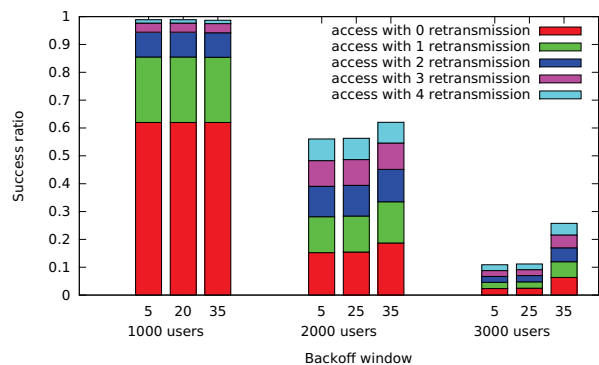 1
0.9
0.8
0.7
0.6
0.5
0.4
0.3
0.2
0.1
0
Success ratio
access with 0 retransmission
access with 1 retransmission
access with 2 retransmission
access with 3 retransmission
access with 4 retransmission
5 20 35 5 25 35 5 25 35
1000 users 2000 users 3000 users
Backoff window